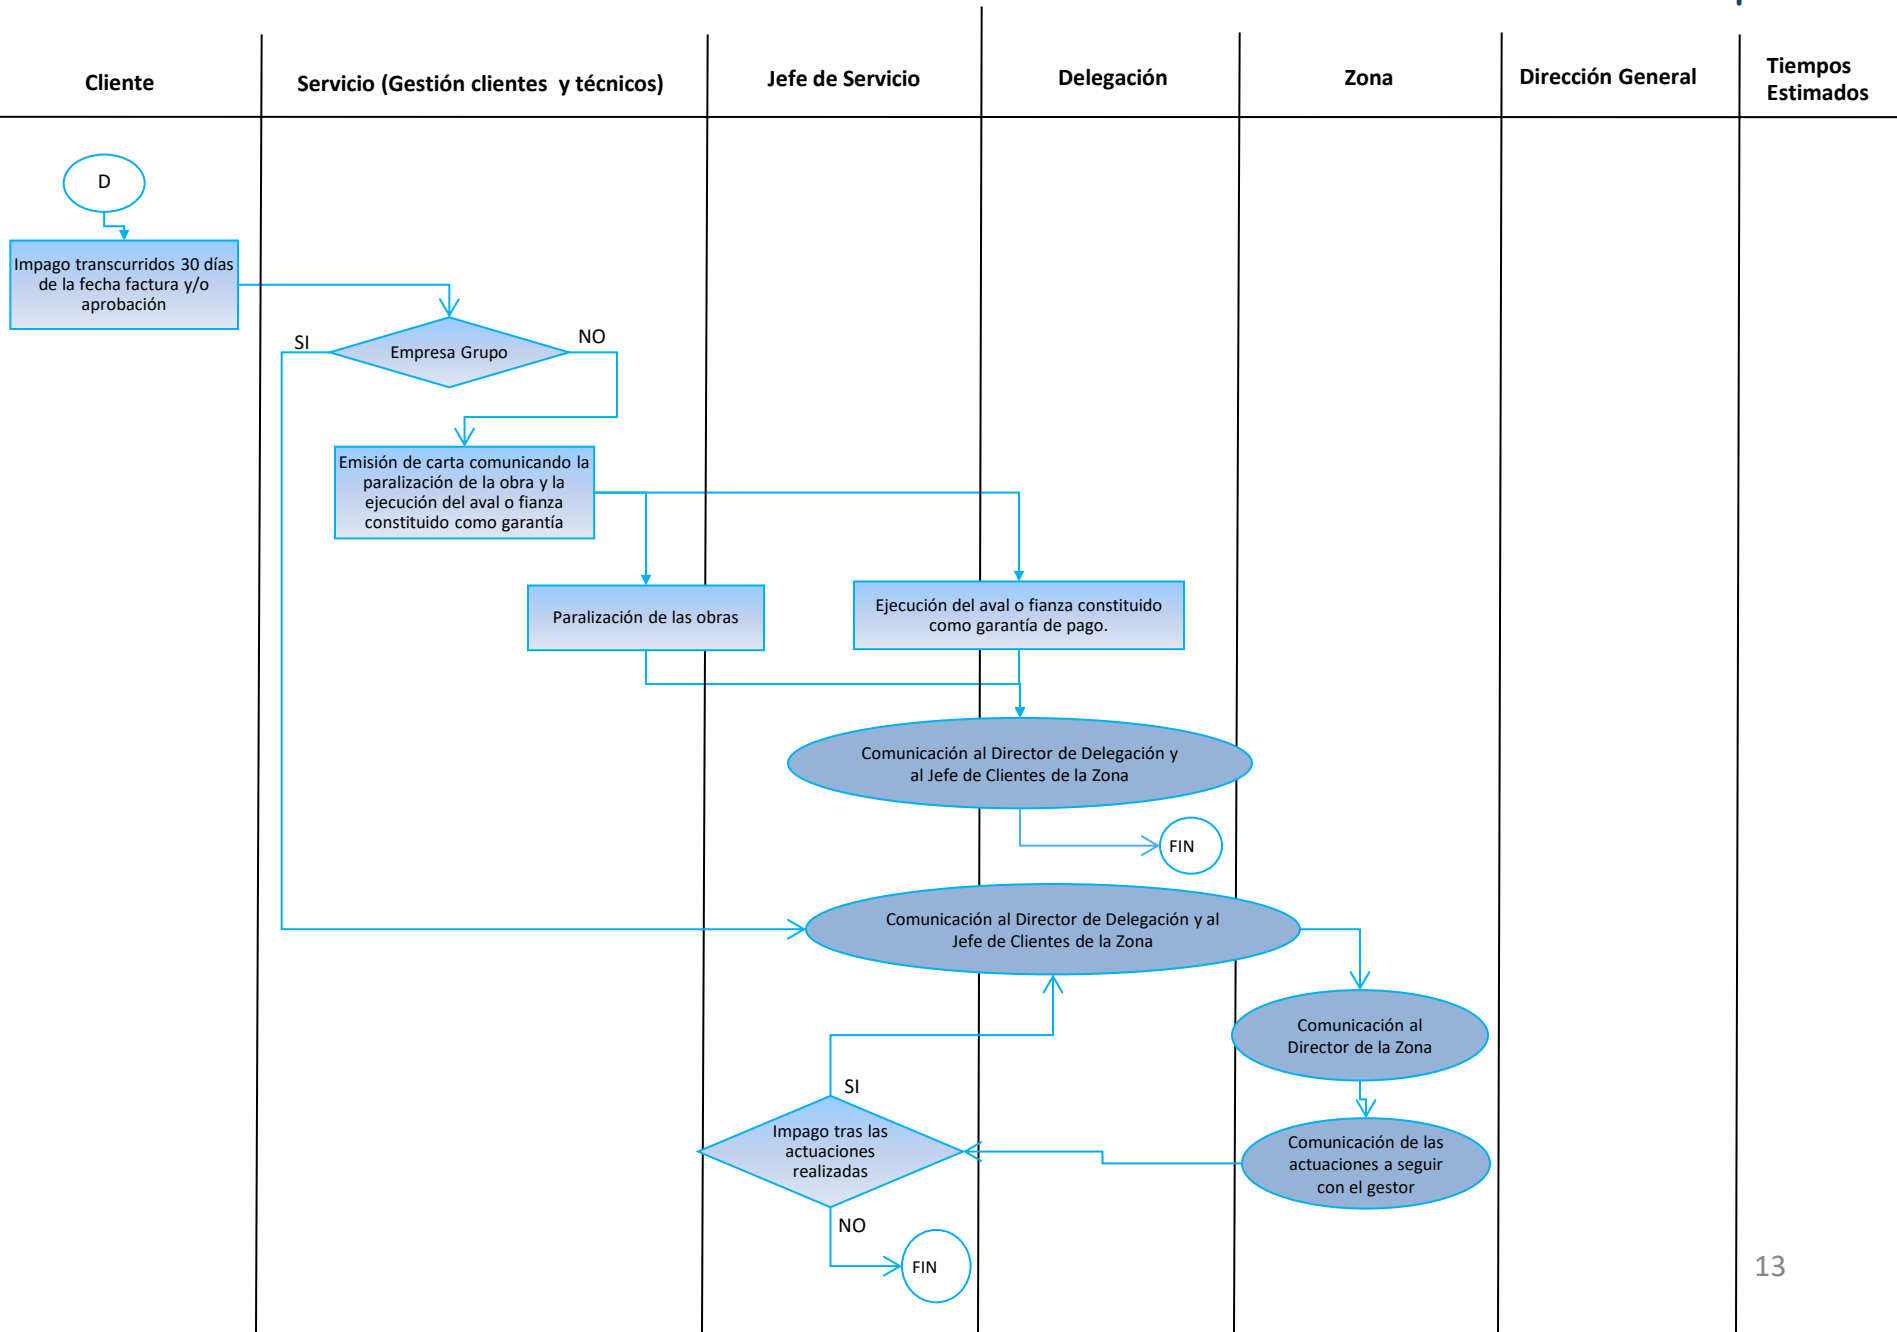 Cliente
Servicio (Gestión clientes y técnicos)
Jefe de Servicio
Delegación
Zona
Dirección General
Tiempos
Estimados
D
Impago transcurridos 30 días
de la fecha factura y/o
aprobación
SI
Empresa Grupo
NO
Emisión de carta comunicando la
paralización de la obra y la
ejecución del aval o fianza
constituido como garantía
Paralización de las obras
Ejecución del aval o fianza constituido
como garantía de pago.
Comunicación al Director de Delegación y
al Jefe de Clientes de la Zona
FIN
Comunicación al Director de Delegación y al
Jefe de Clientes de la Zona
Comunicación al
Director de la Zona
SI
Impago tras las
actuaciones
realizadas
Comunicación de las
actuaciones a seguir
con el gestor
NO
FIN
13